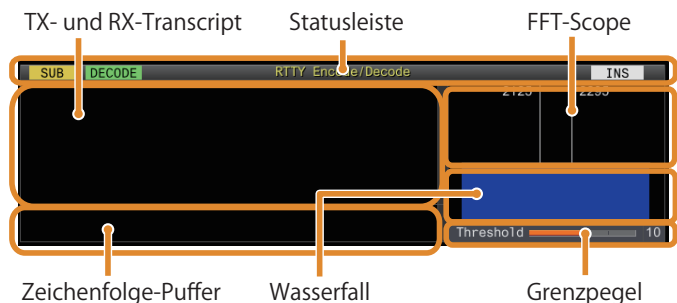 TX- und RX-Transcript Statusleiste FFT-Scope
SUB DECODE RTTY Encode/Decode INS
2125 2295
Threshold 10
Zeichenfolge-Puffer Wasserfall Grenzpegel